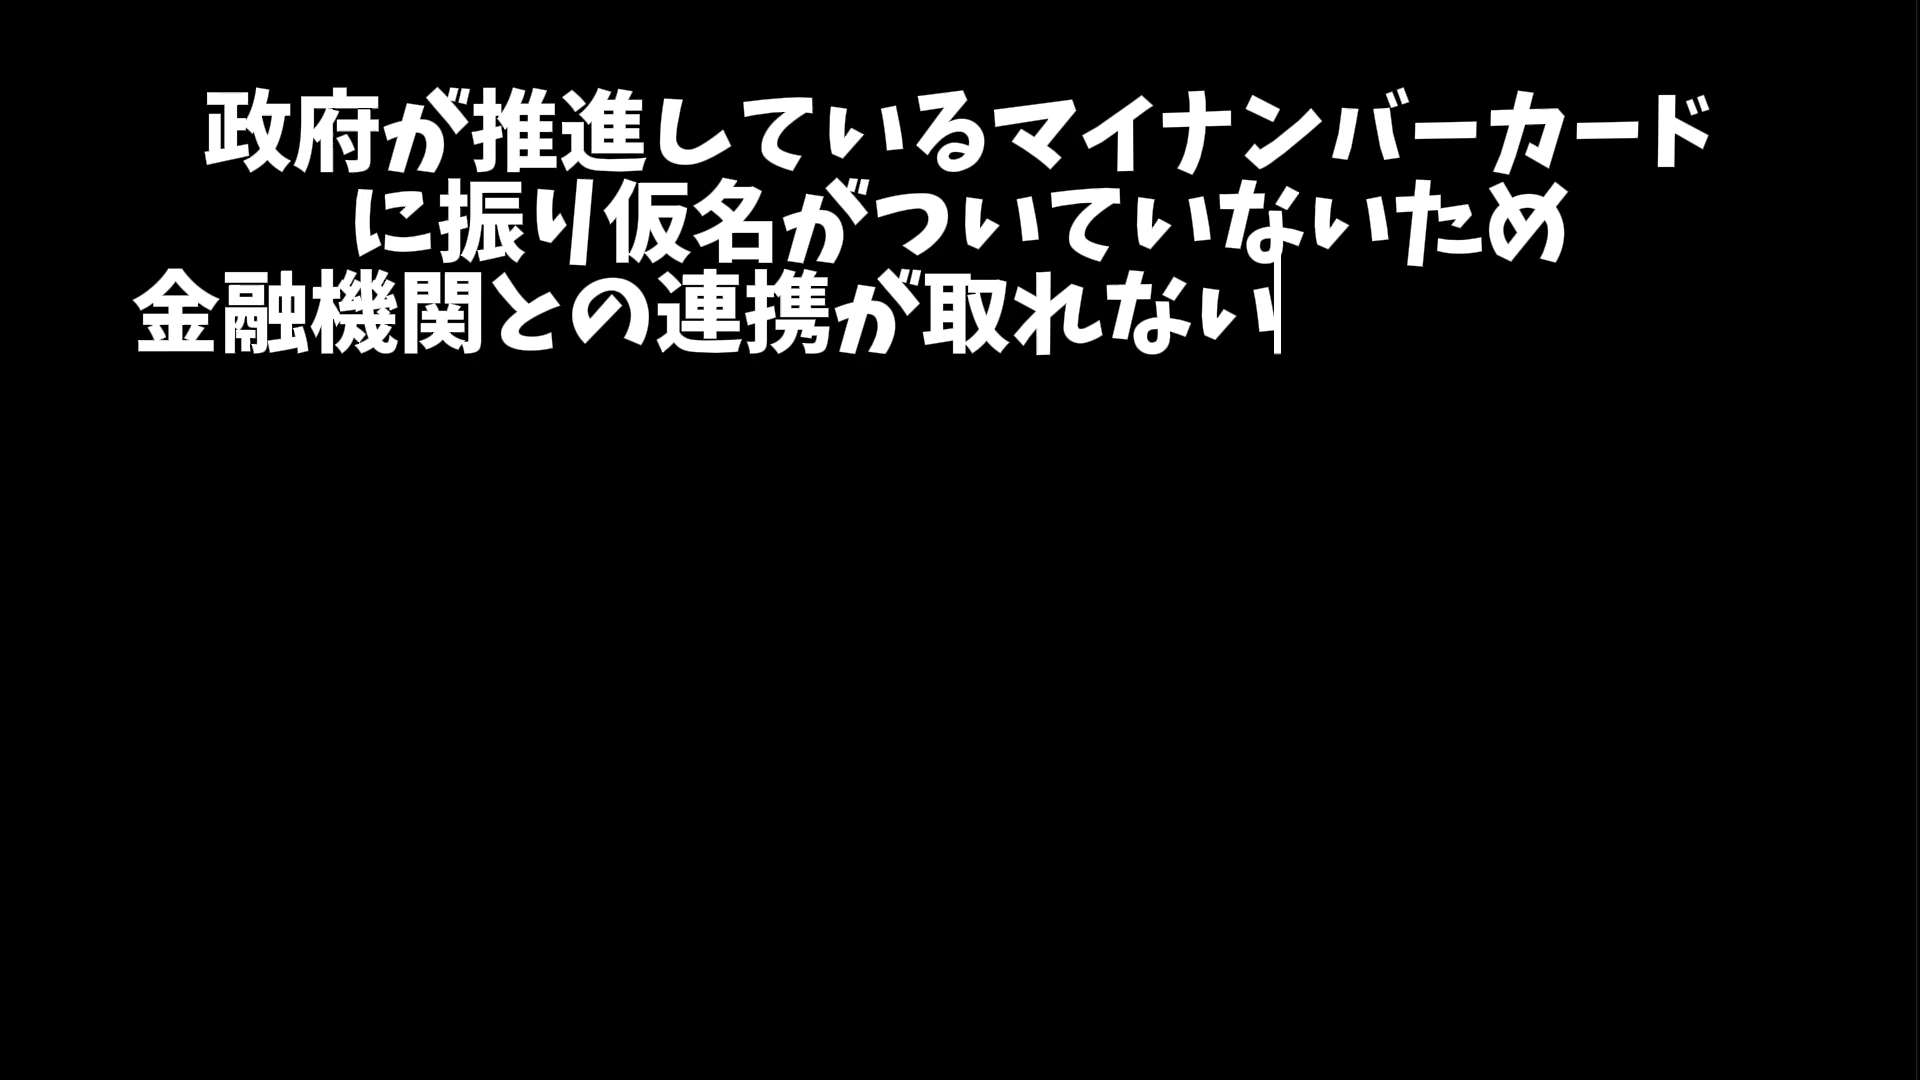 政府が推進しているマイナンバーカード
に振り仮名がついていないため
金融機関との連携が取れない